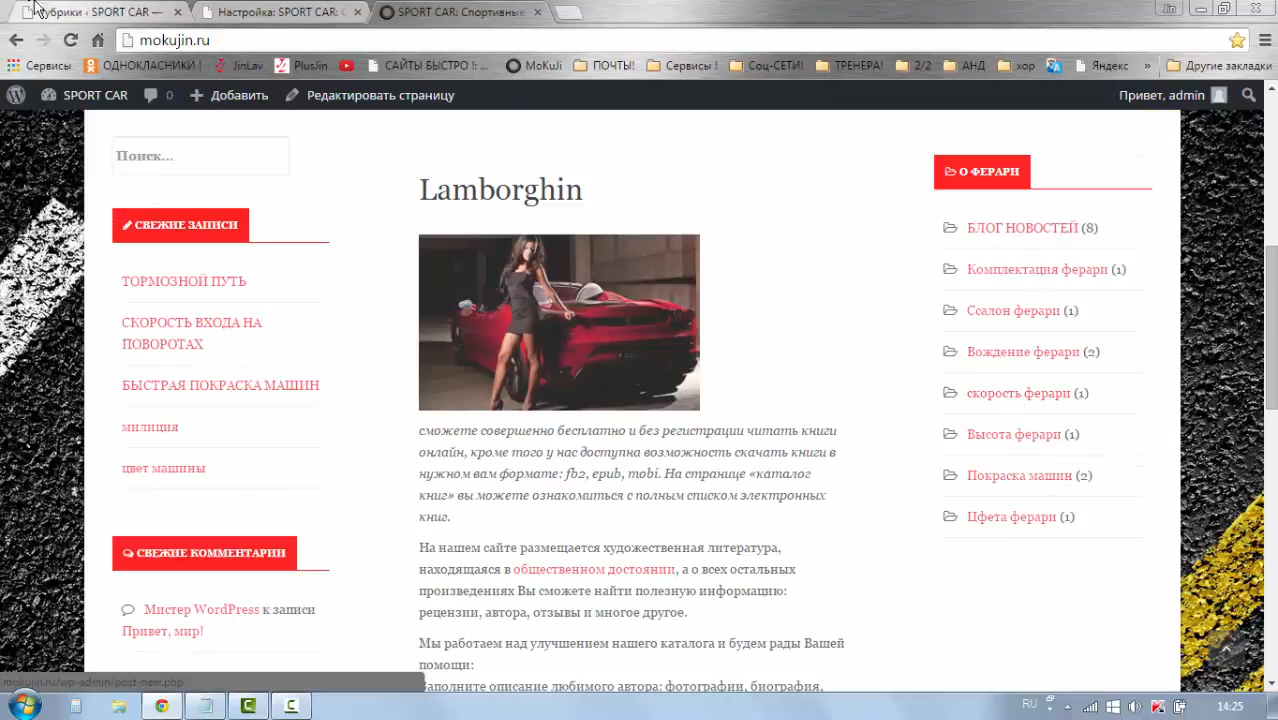 Рубрики ‹ SPORT CAR —
Настройка: SPORT CAR: С
SPORT CAR: Спортивные
mokujin.ru
Сервисы
ОДНОКЛАССНИКИ !
JinLav
PlusJin
САЙТЫ БЫСТРО !: ...
MoKuJi
ПОЧТЫ!
Сервисы !
Соц-СЕТИ!
ТРЕНЕРА!
2/2
АНД
хор
Яндекс
»
Другие закладки
SPORT CAR
0
Добавить
Редактировать страницу
Привет, admin
Поиск...
СВЕЖИЕ ЗАПИСИ
ТОРМОЗНОЙ ПУТЬ
СКОРОСТЬ ВХОДА НА
ПОВОРОТАХ
БЫСТРАЯ ПОКРАСКА МАШИН
милиция
цвет машины
СВЕЖИЕ КОММЕНТАРИИ
Мистер WordPress к записи
Привет, мир!
Lamborghin
сможете совершенно бесплатно и без регистрации читать книги
онлайн, кроме того у нас доступна возможность скачать книги в
нужном вам формате: fb2, epub, tobi. На странице «каталог
книг» вы можете ознакомиться с полным списком электронных
книг.
На нашем сайте размещается художественная литература,
находящаяся в общественном достоянии, а о всех остальных
произведениях Вы сможете найти полезную информацию:
рецензии, автора, отзывы и многое другое.
Мы работаем над улучшением нашего каталога и будем рады Вашей
помощи:
Заполните описание любимого автора: фотографии, биография,
О ФЕРАРИ
БЛОГ НОВОСТЕЙ (8)
Комплектация ферари (1)
Ссалон ферари (1)
Вождение ферари (2)
скорость ферари (1)
Высота ферари (1)
Покраска машин (2)
Цфета ферари (1)
mokujin.ru/wp-admin/post-new.php
RU
14:25